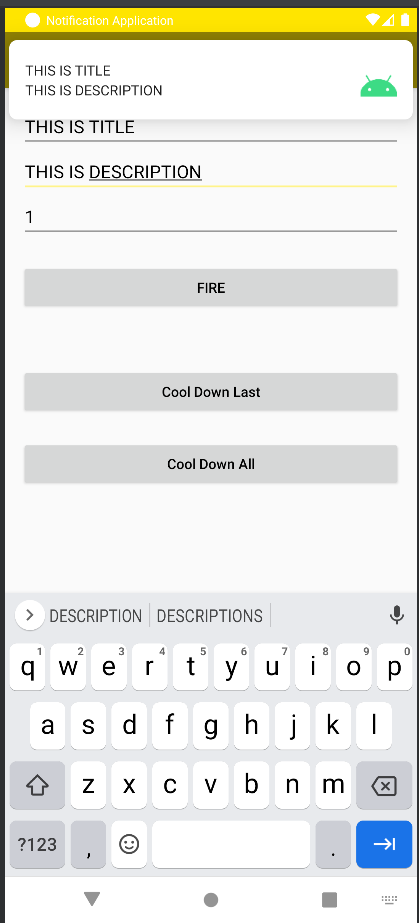 Notification Application
THIS IS TITLE
THIS IS DESCRIPTION
THIS IS TITLE
THIS IS DESCRIPTION
1
FIRE
Cool Down Last
Cool Down All
DESCRIPTION DESCRIPTIONS
1 2 3 4 5 6 7 8 9 0
q w e r t y u i o p
a s d f g h j k l
z x c v b n m
?123 , .